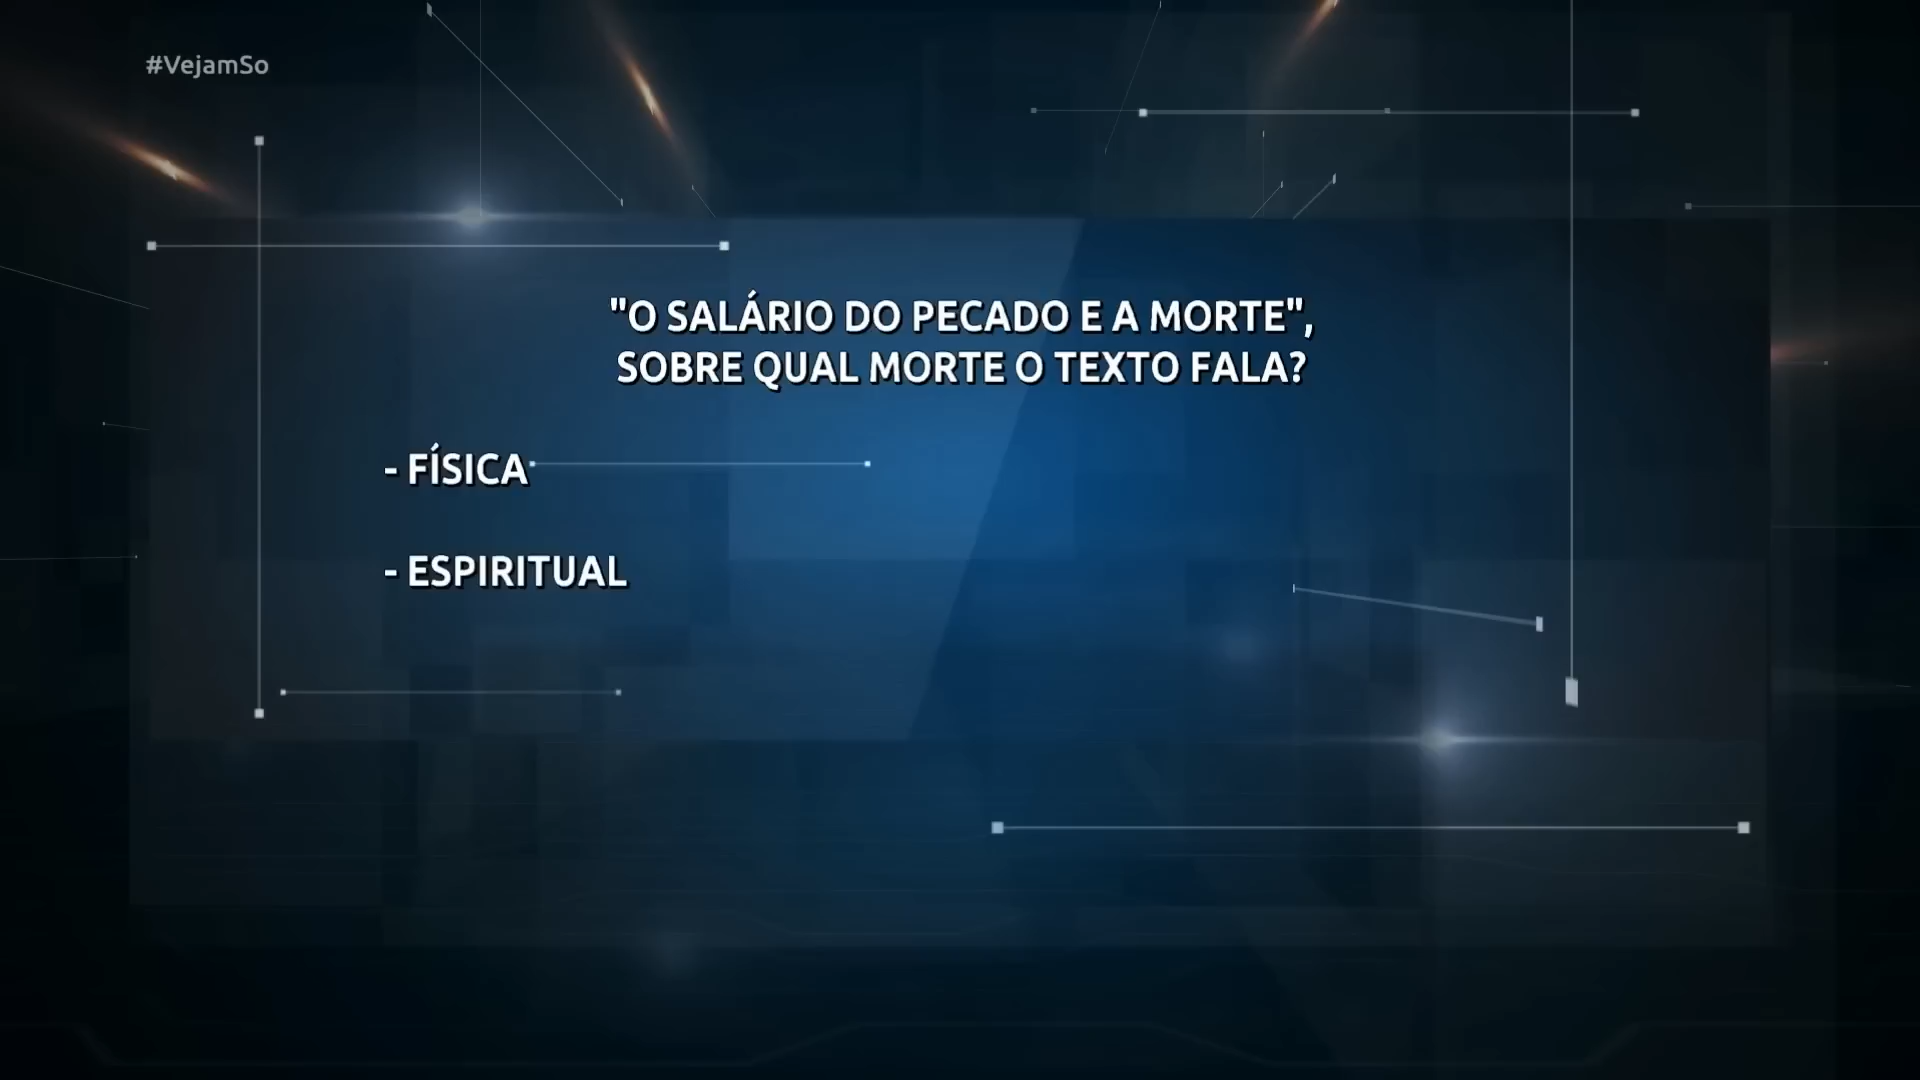 #VejamSo
"O SALÁRIO DO PECADO E A MORTE",
SOBRE QUAL MORTE O TEXTO FALA?
- FÍSICA
- ESPIRITUAL